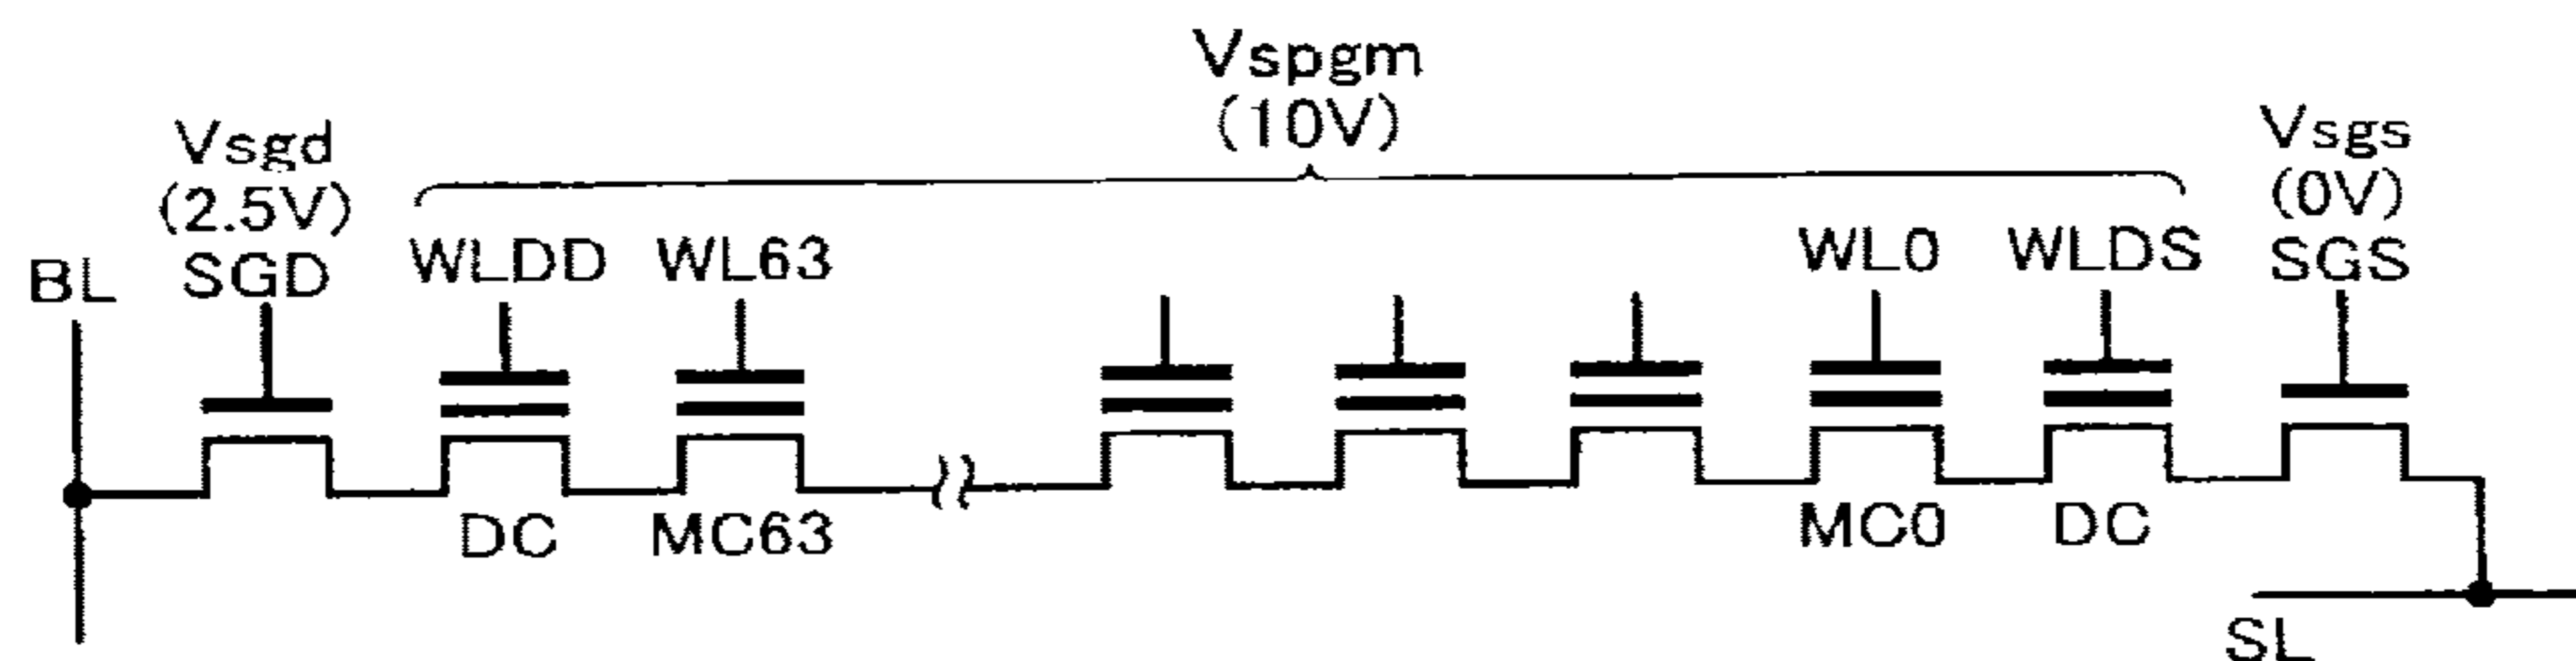 Vspgm
(10V)
Vsgd
(2.5V)
Vsgs
(0V)
BL SGD WLDD WL63 WL0 WLDS SGS
DC MC63 MC0 DC
SL